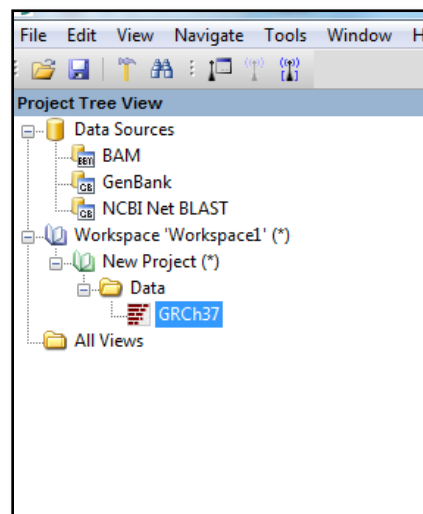 File Edit View Navigate Tools Window H
Project Tree View
Data Sources
BAM
GenBank
NCBI Net BLAST
Workspace 'Workspace1' (*)
New Project (*)
Data
GRCh37
All Views